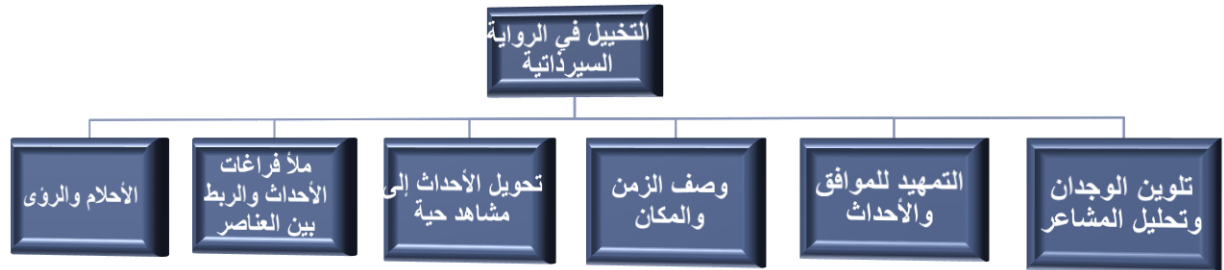 التخييل في الرواية
السيرذاتية
تلوين الوجدان
وتحليل المشاعر
التمهيد للموافق
والأحداث
وصف الزمن
والمكان
تحويل الأحداث إلى
مشاهد حية
ملأ فراغات
الأحداث والربط
بين العناصر
الأحلام والرؤى